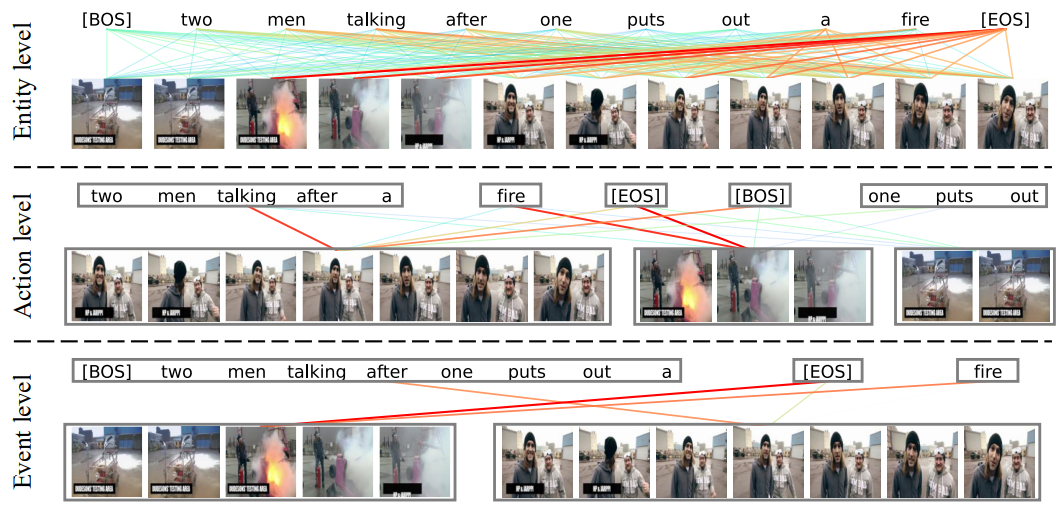 Entity level
[BOS] two men talking after one puts out a fire [EOS]
Action level
two men talking after a
fire
[EOS]
[BOS]
one puts out
Event level
[BOS] two men talking after one puts out a
[EOS]
fire